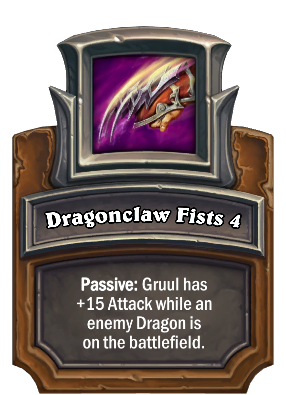 Dragonclaw Fists 4
Passive: Gruul has
+15 Attack while an
enemy Dragon is
on the battlefield.